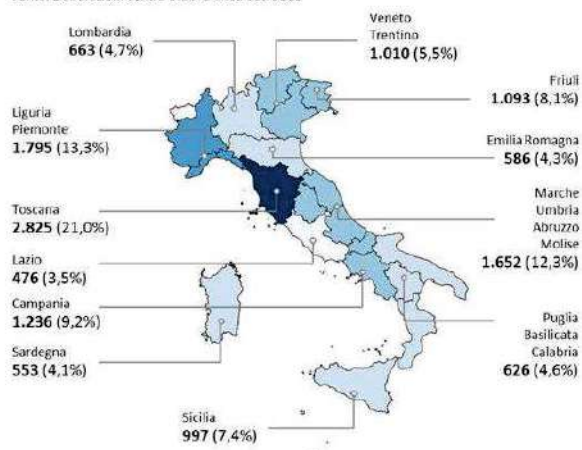 Lombardia
663 (4,7%)
Veneto
Trentino
1.010 (5,5%)
Friuli
1.093 (8,1%)
Liguria
Piemonte
1.795 (13,3%)
Emilia Romagna
586 (4,3%)
Toscana
2.825 (21,0%)
Marche
Umbria
Abruzzo
Molise
1.652 (12,3%)
Lazio
476 (3,5%)
Campania
1.236 (9,2%)
Sardegna
553 (4,1%)
Puglia
Basilicata
Calabria
626 (4,6%)
Sicilia
997 (7,4%)